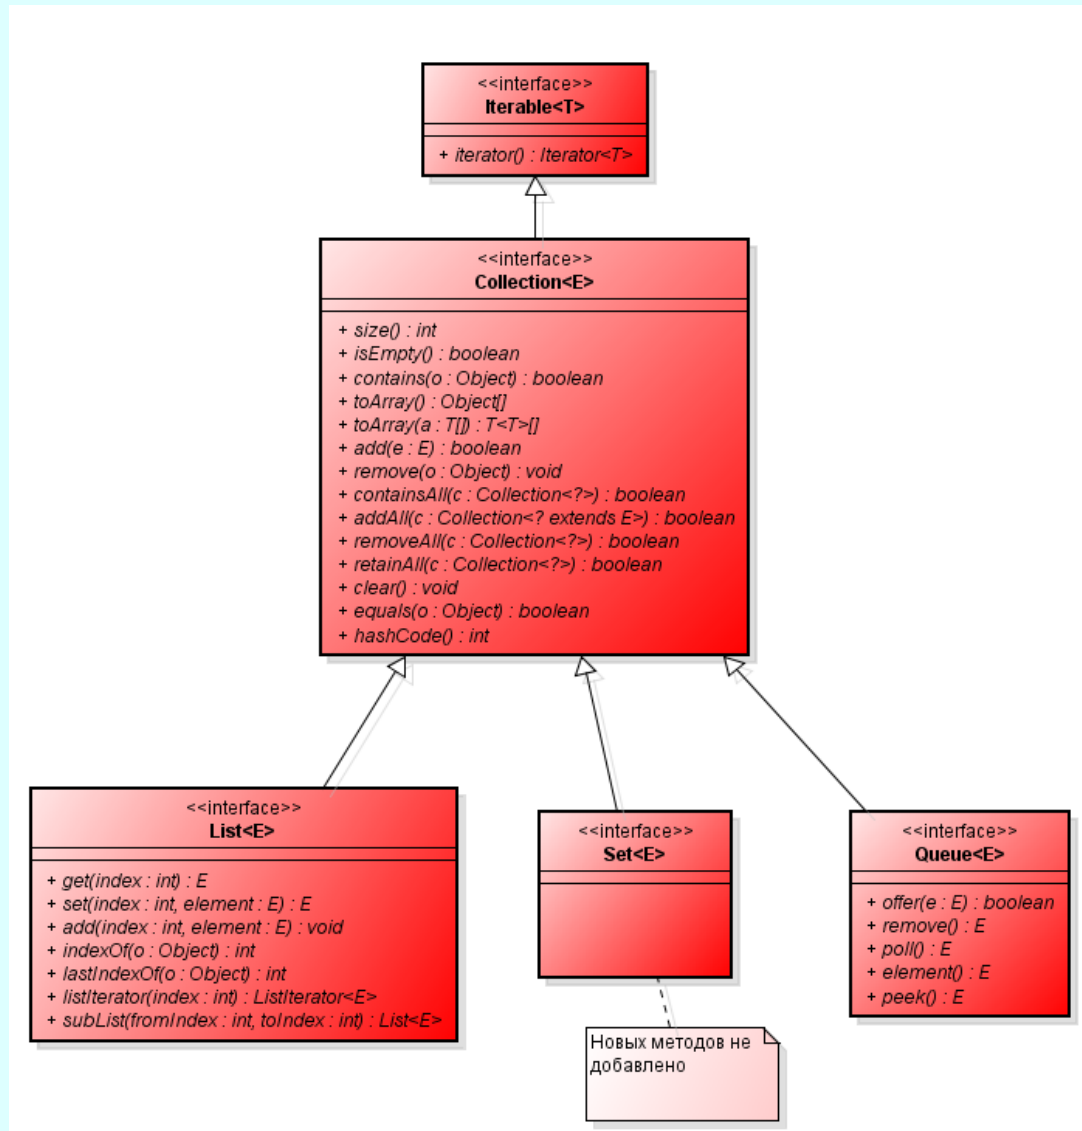 <<interface>>
Iterable<T>
+ iterator() : Iterator<T>
<<interface>>
Collection<E>
+ size() : int
+ isEmpty() : boolean
+ contains(o : Object) : boolean
+ toArray() : Object[]
+ toArray(a : T[]) : T<T>[]
+ add(e : E) : boolean
+ remove(o : Object) : void
+ containsAll(c : Collection<?>) : boolean
+ addAll(c : Collection<? extends E>) : boolean
+ removeAll(c : Collection<?>) : boolean
+ retainAll(c : Collection<?>) : boolean
+ clear() : void
+ equals(o : Object) : boolean
+ hashCode() : int
<<interface>>
List<E>
+ get(index : int) : E
+ set(index : int, element : E) : E
+ add(index : int, element : E) : void
+ indexOf(o : Object) : int
+ lastIndexOf(o : Object) : int
+ listIterator(index : int) : ListIterator<E>
+ subList(fromIndex : int, toIndex : int) : List<E>
<<interface>>
Set<E>
<<interface>>
Queue<E>
+ offer(e : E) : boolean
+ remove() : E
+ poll() : E
+ element() : E
+ peek() : E
Новых методов не
добавлено